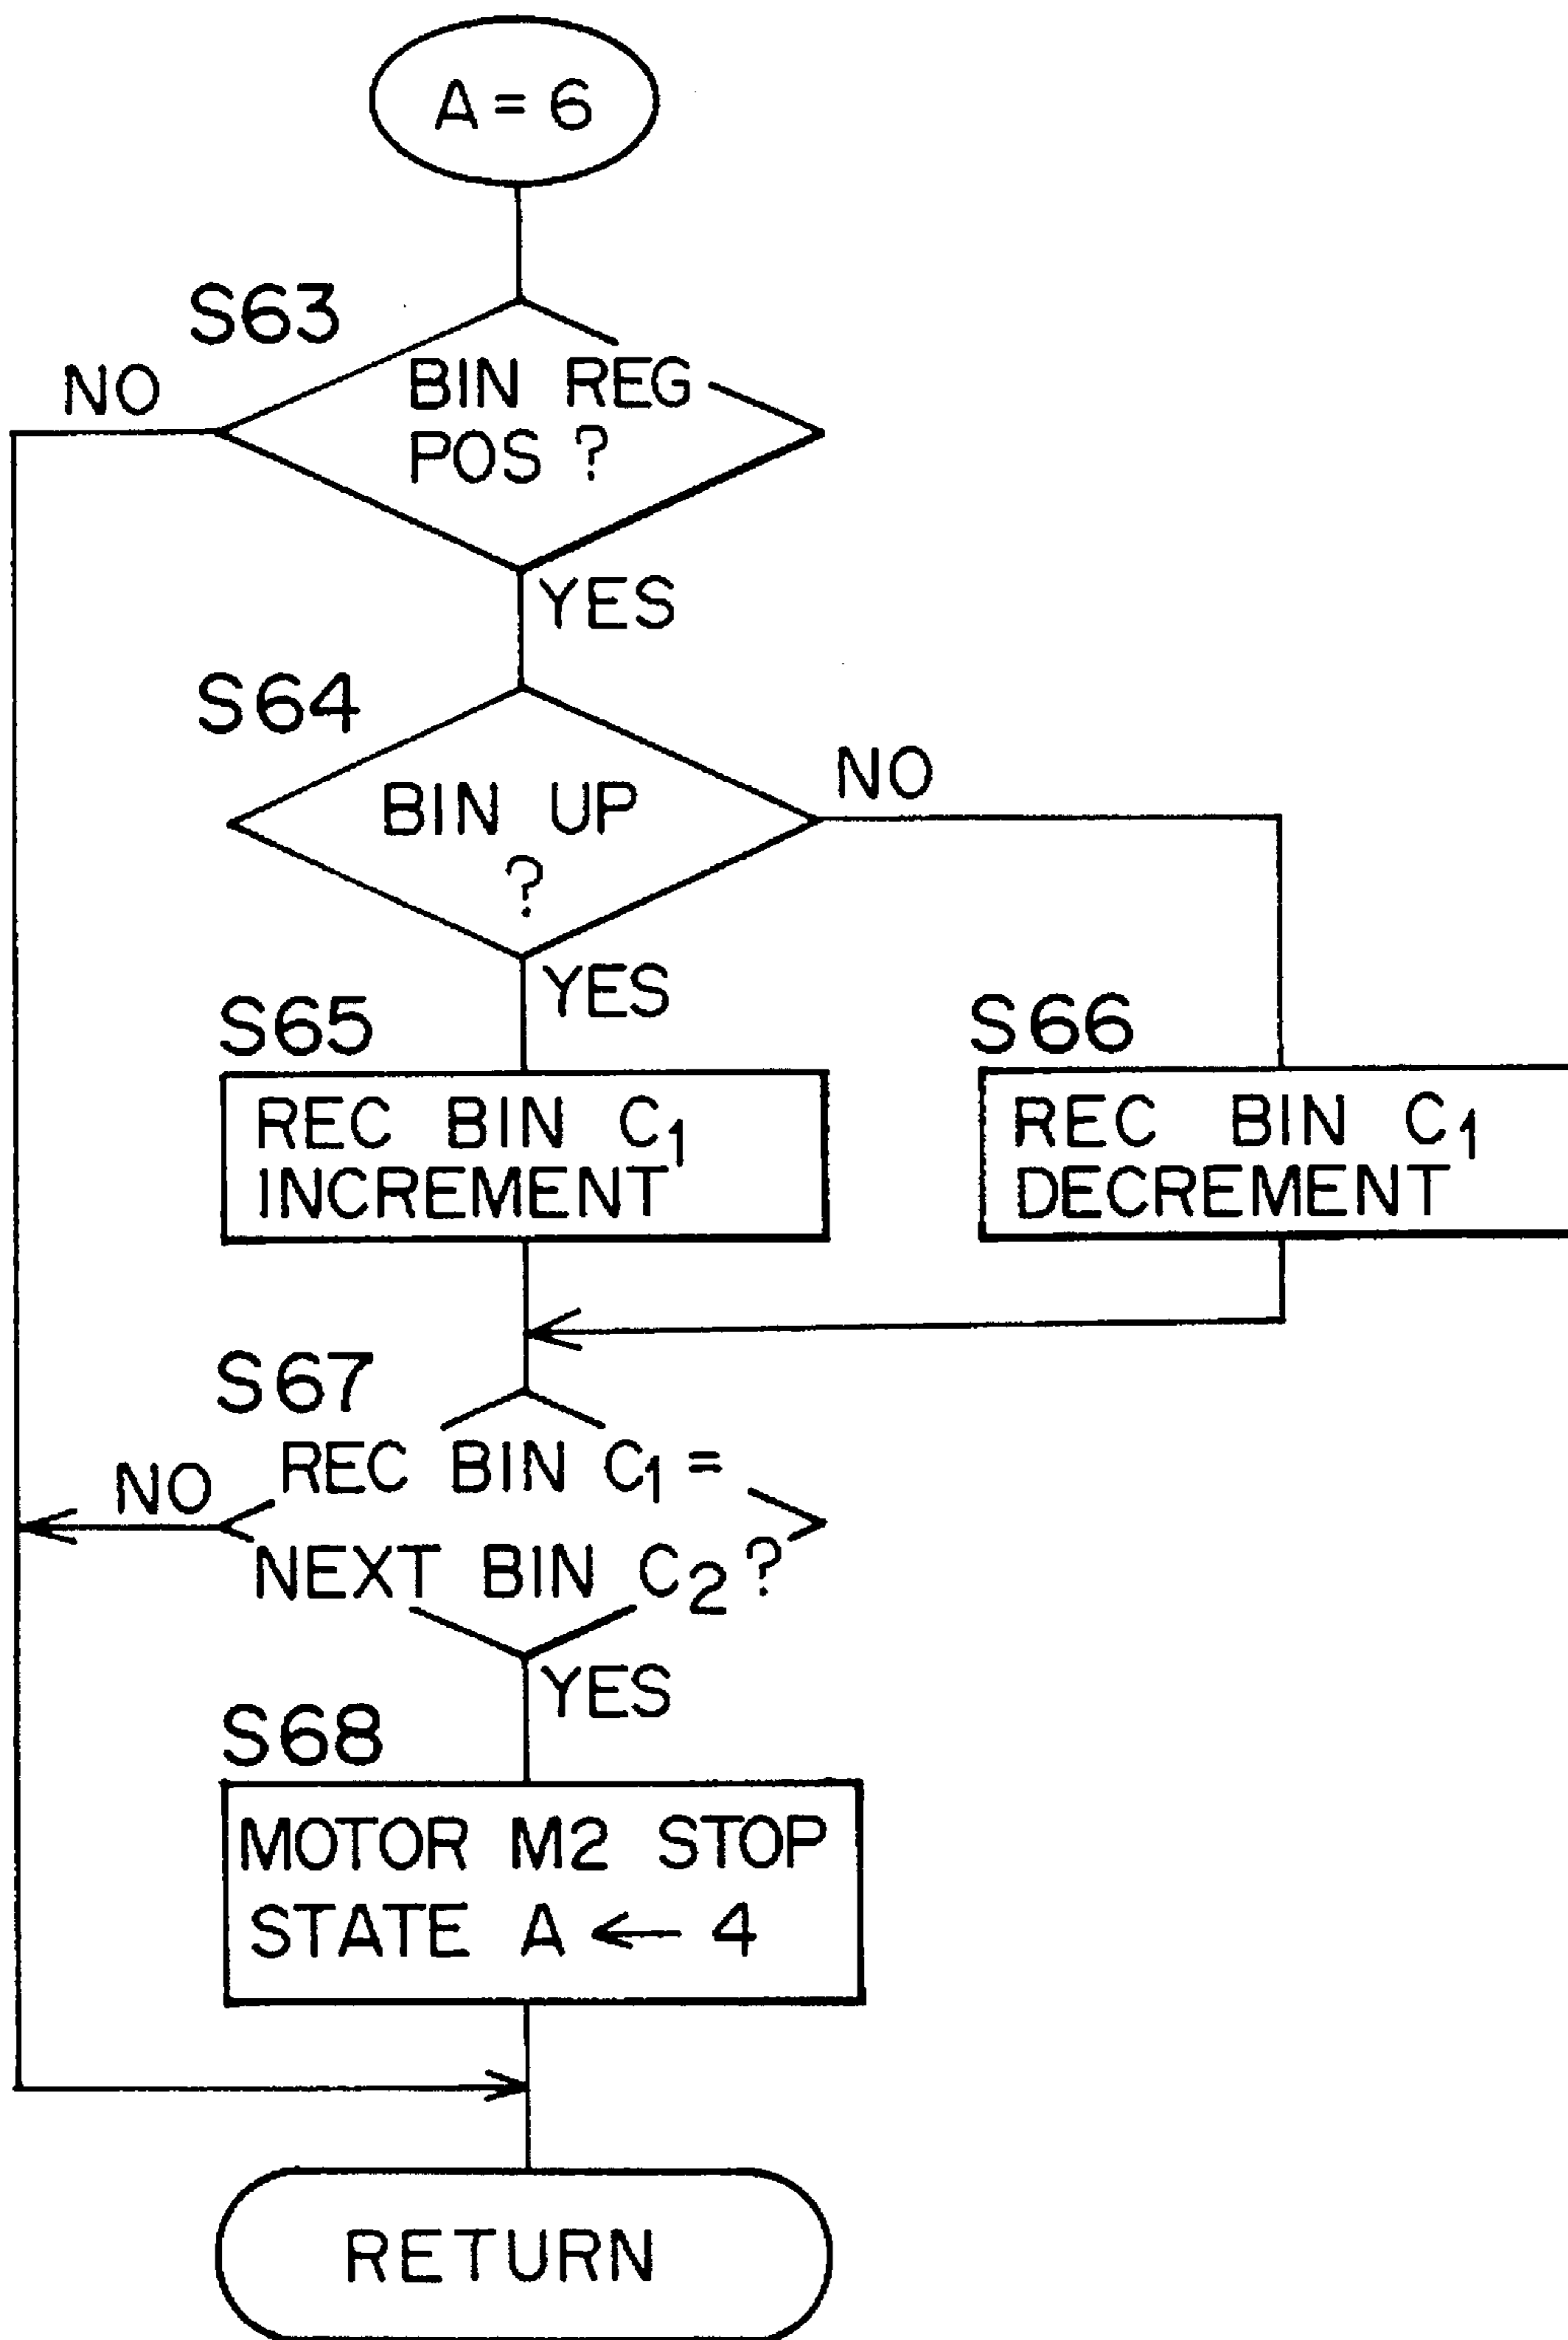 A = 6
S63
NO
BIN REG
POS ?
YES
S64
BIN UP
?
NO
YES
S65
REC BIN C₁
INCREMENT
S66
REC BIN C₁
DECREMENT
S67
REC BIN C₁ =
NEXT BIN C₂ ?
NO
YES
S68
MOTOR M2 STOP
STATE A ← 4
RETURN